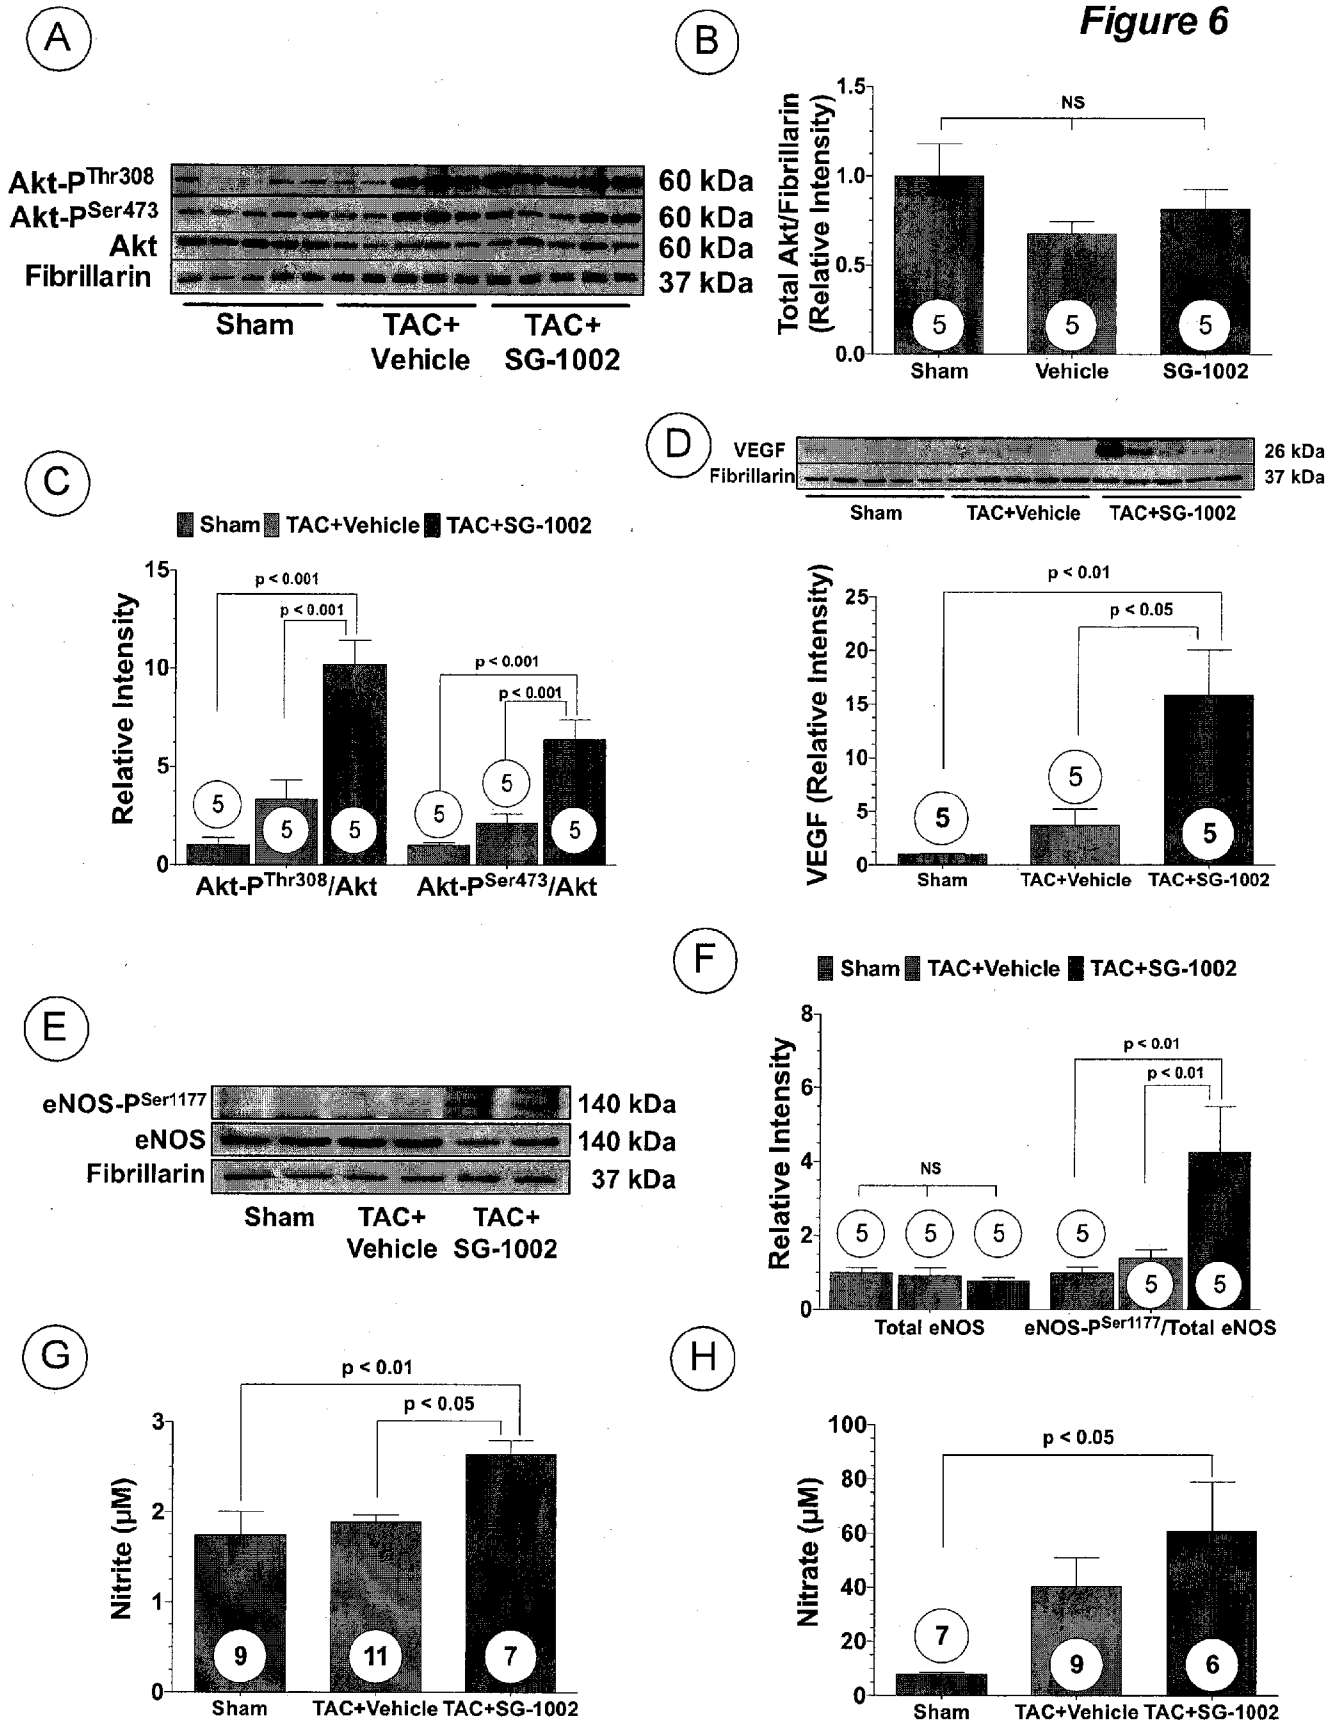 Figure 6
A
Akt-P^Thr308 60 kDa
Akt-P^Ser473 60 kDa
Akt 60 kDa
Fibrillarin 37 kDa
Sham TAC+ TAC+
Vehicle SG-1002
B
Total Akt/Fibrillarin
(Relative Intensity)
1.5
1.0
0.5
0.0
NS
5 5 5
Sham Vehicle SG-1002
C
Sham TAC+Vehicle TAC+SG-1002
Relative Intensity
15
10
5
0
p < 0.001
p < 0.001
p < 0.001
p < 0.001
5 5 5 5 5 5
Akt-P^Thr308/Akt Akt-P^Ser473/Akt
D
VEGF 26 kDa
Fibrillarin 37 kDa
Sham TAC+Vehicle TAC+SG-1002
VEGF (Relative Intensity)
25
20
15
10
5
0
p < 0.01
p < 0.05
5 5 5
Sham TAC+Vehicle TAC+SG-1002
E
eNOS-P^Ser1177 140 kDa
eNOS 140 kDa
Fibrillarin 37 kDa
Sham TAC+ TAC+
Vehicle SG-1002
F
Sham TAC+Vehicle TAC+SG-1002
Relative Intensity
8
6
4
2
0
NS
p < 0.01
p < 0.01
5 5 5 5 5 5
Total eNOS eNOS-P^Ser1177/Total eNOS
G
Nitrite (µM)
3
2
1
0
p < 0.01
p < 0.05
9 11 7
Sham TAC+Vehicle TAC+SG-1002
H
Nitrate (µM)
100
80
60
40
20
0
p < 0.05
7 9 6
Sham TAC+Vehicle TAC+SG-1002